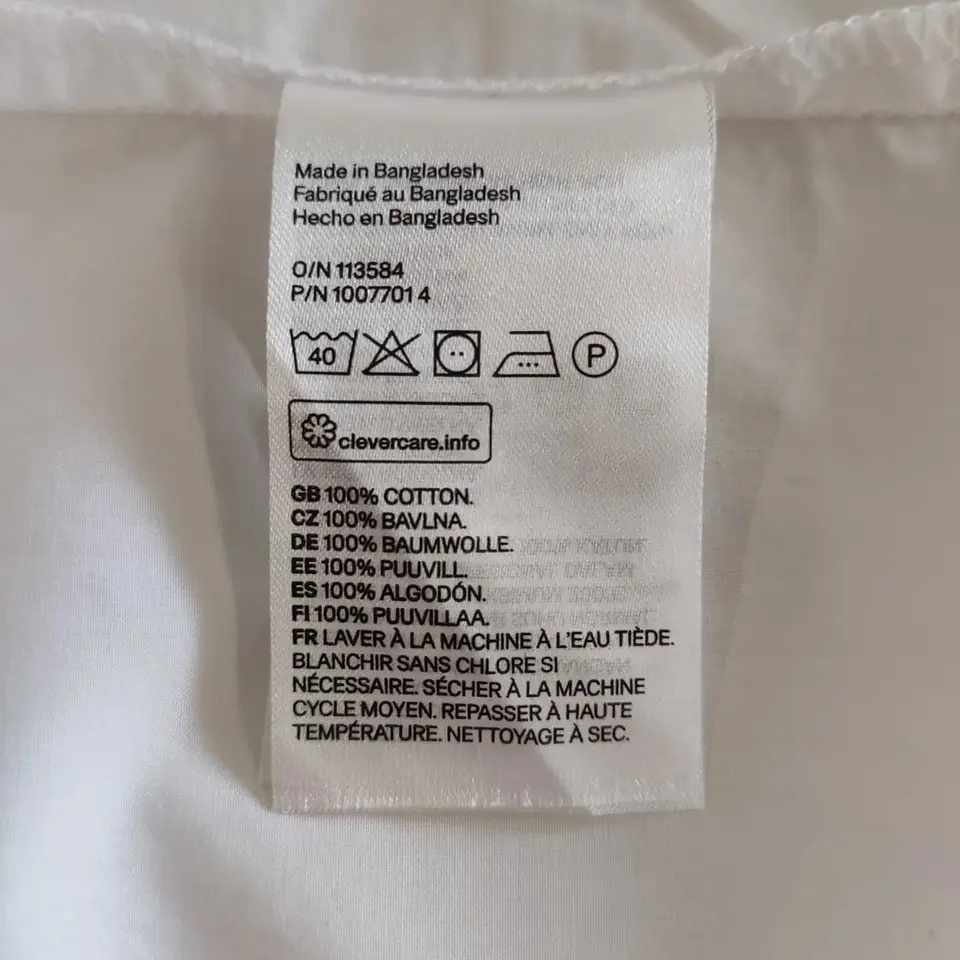 Made in Bangladesh
Fabriqué au Bangladesh
Hecho en Bangladesh
O/N 113584
P/N 1007701 4
40 P
clevercare.info
GB 100% COTTON.
CZ 100% BAVLNA.
DE 100% BAUMWOLLE.
EE 100% PUUVILL.
ES 100% ALGODÓN.
FI 100% PUUVILLAA.
FR LAVER À LA MACHINE À L'EAU TIÈDE.
BLANCHIR SANS CHLORE SI
NÉCESSAIRE. SÉCHER À LA MACHINE
CYCLE MOYEN. REPASSER À HAUTE
TEMPÉRATURE. NETTOYAGE À SEC.